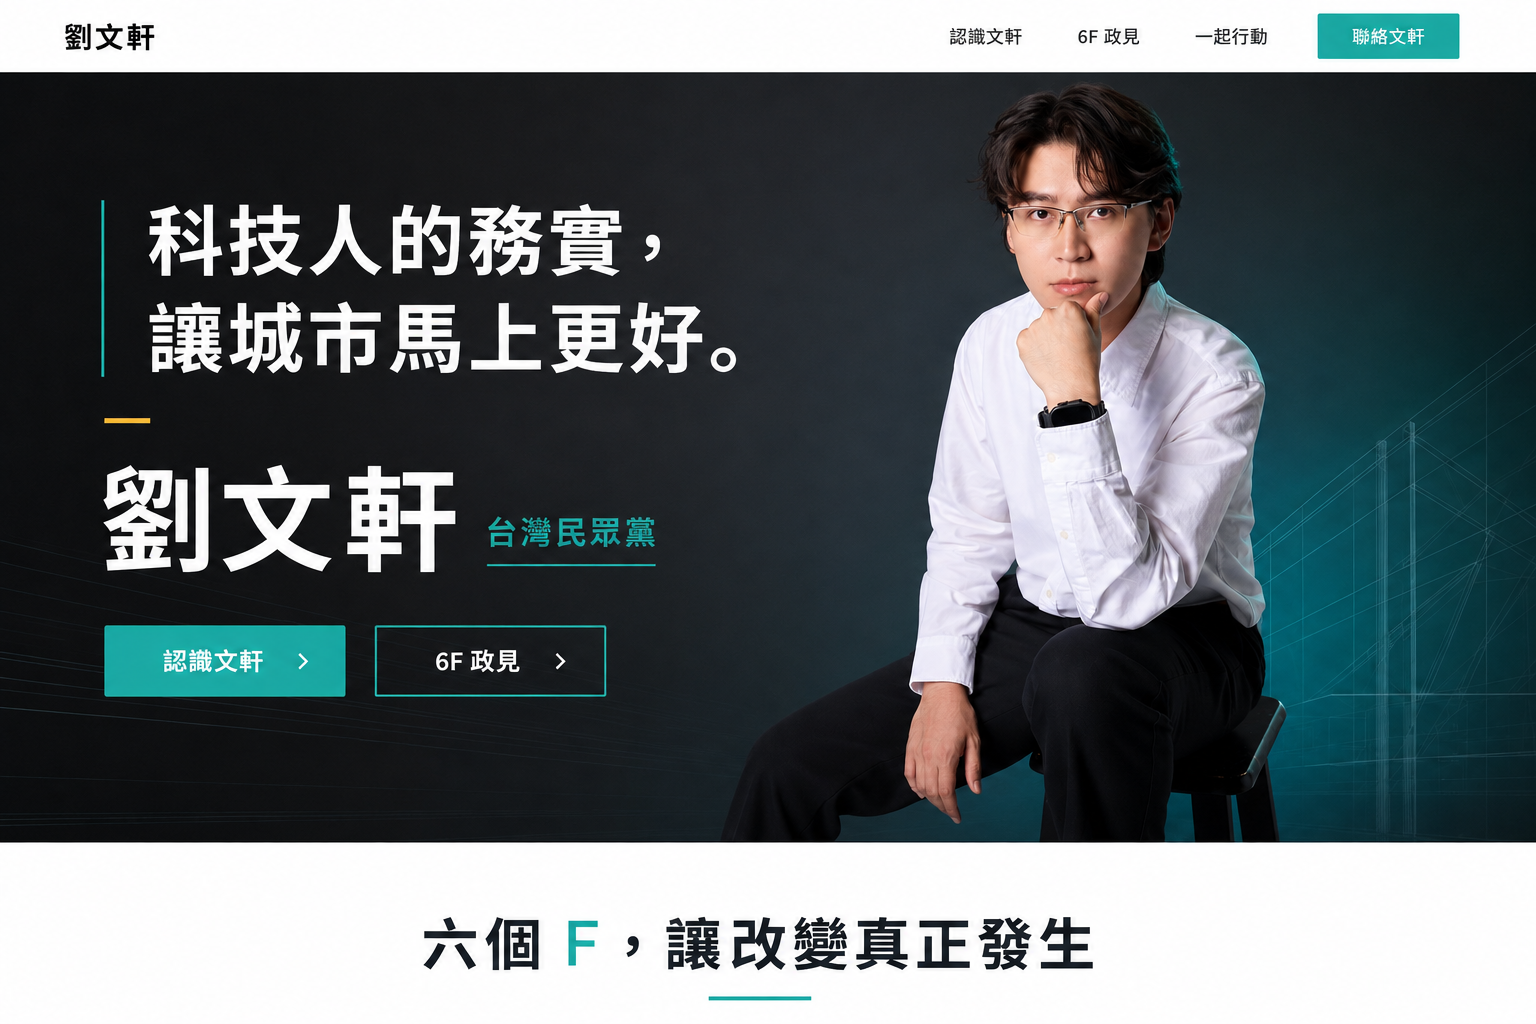 劉文軒
認識文軒
6F 政見
一起行動
聯絡文軒
科技人的務實，
讓城市馬上更好。
劉文軒
台灣民眾黨
認識文軒
6F 政見
六個 F，讓改變真正發生